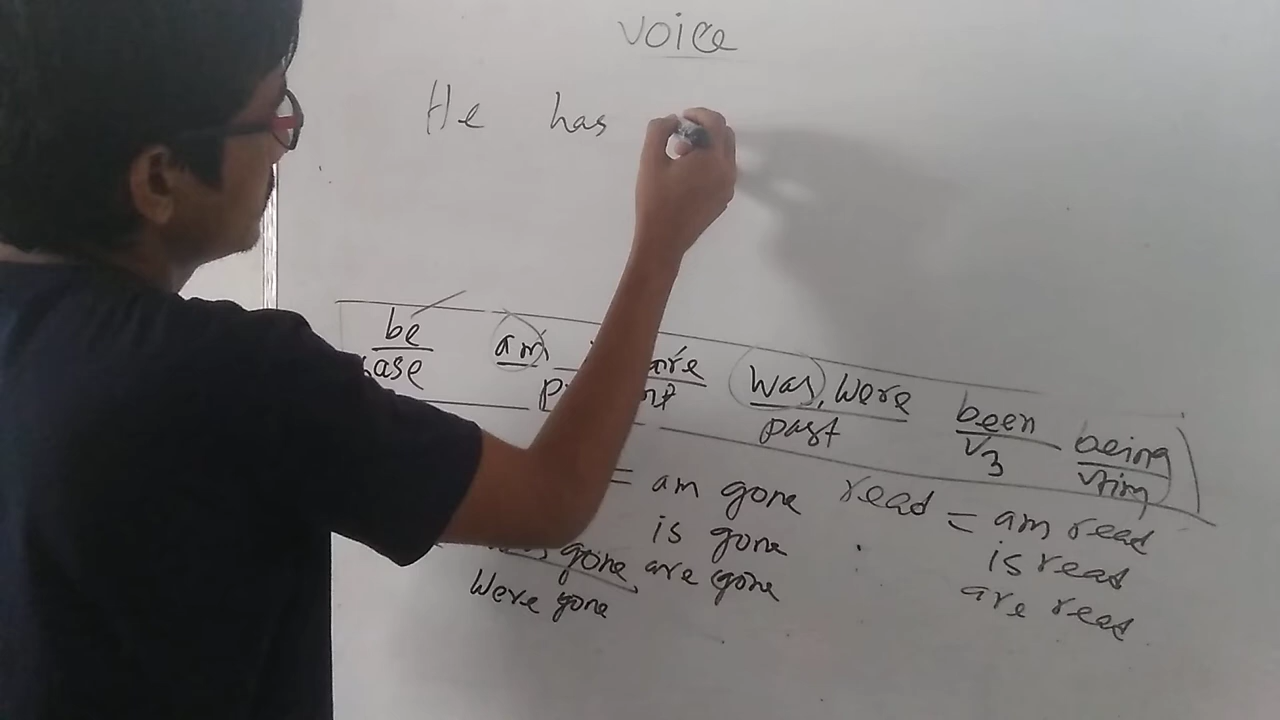 voice
He has
be am are was, were been being
base past V3 Ving
= am gone read = am read
is gone is read
gone are gone are read
were gone